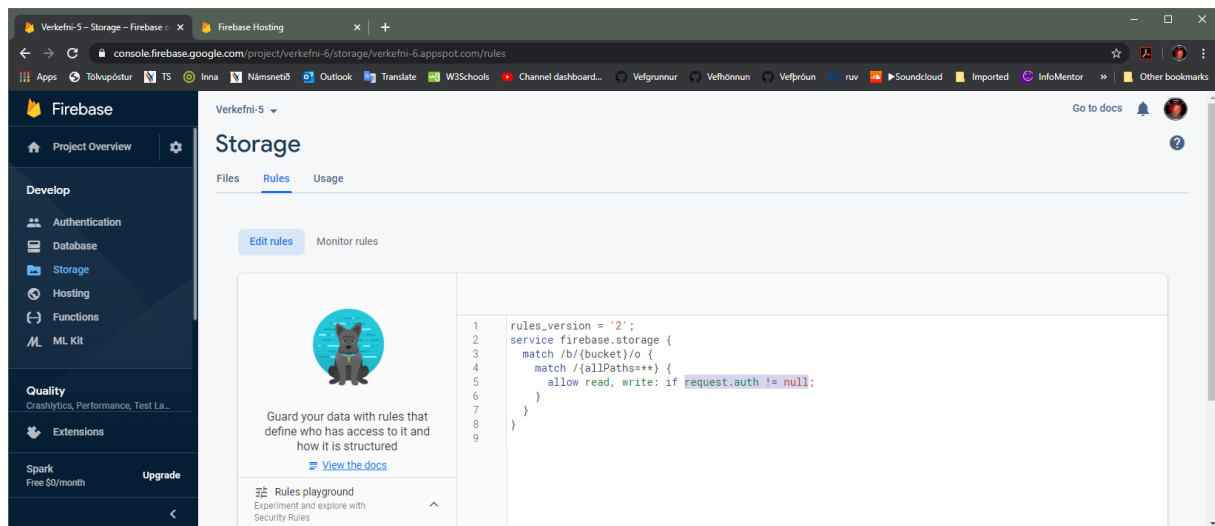 Verkefni-5 – Storage – Firebase c
Firebase Hosting
console.firebase.google.com/project/verkefni-6/storage/verkefni-6.appspot.com/rules
Apps Tölvupóstur TS Inna Námsnetið Outlook Translate W3Schools Channel dashboard... Vefgrunnur Vefhönnun Vefþróun ruv ▶Soundcloud Imported InfoMentor » Other bookmarks
Firebase
Verkefni-5
Go to docs
Project Overview
Storage
Files Rules Usage
Develop
Authentication
Database
Storage
Hosting
Functions
ML Kit
Quality
Crashlytics, Performance, Test La...
Extensions
Spark
Free $0/month
Upgrade
Edit rules Monitor rules
Guard your data with rules that
define who has access to it and
how it is structured
View the docs
Rules playground
Experiment and explore with
Security Rules
1 rules_version = '2';
2 service firebase.storage {
3 match /b/{bucket}/o {
4 match /{allPaths=**} {
5 allow read, write: if request.auth != null;
6 }
7 }
8 }
9